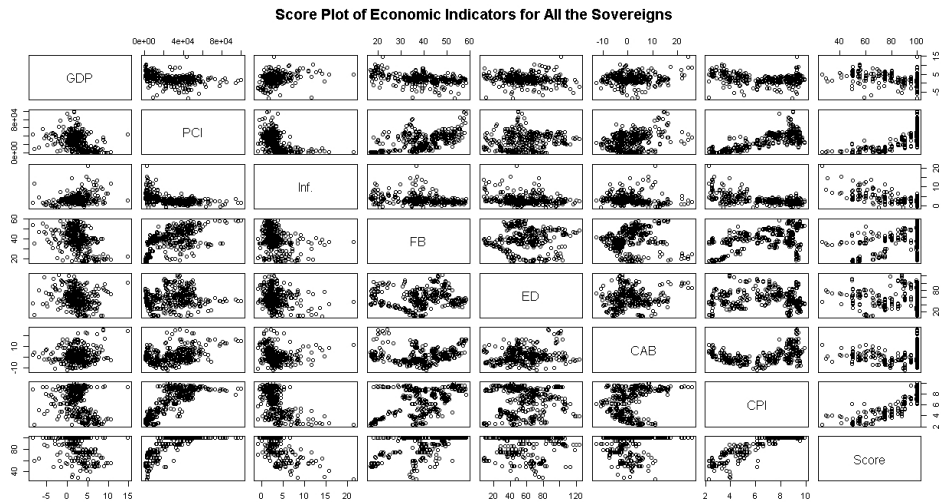 Score Plot of Economic Indicators for All the Sovereigns
0e+00 4e+04 8e+04 20 30 40 50 60 -10 0 10 20 40 60 80 100
GDP
-5 5 15
PCI
0e+00 8e+04
Inf.
0 10 20
FB
20 40 60
ED
20 80
CAB
-10 10
CPI
2 4 6 8
Score
40 80
-5 0 5 10 15 0 5 10 15 20 20 40 60 80 100 120 2 4 6 8 10